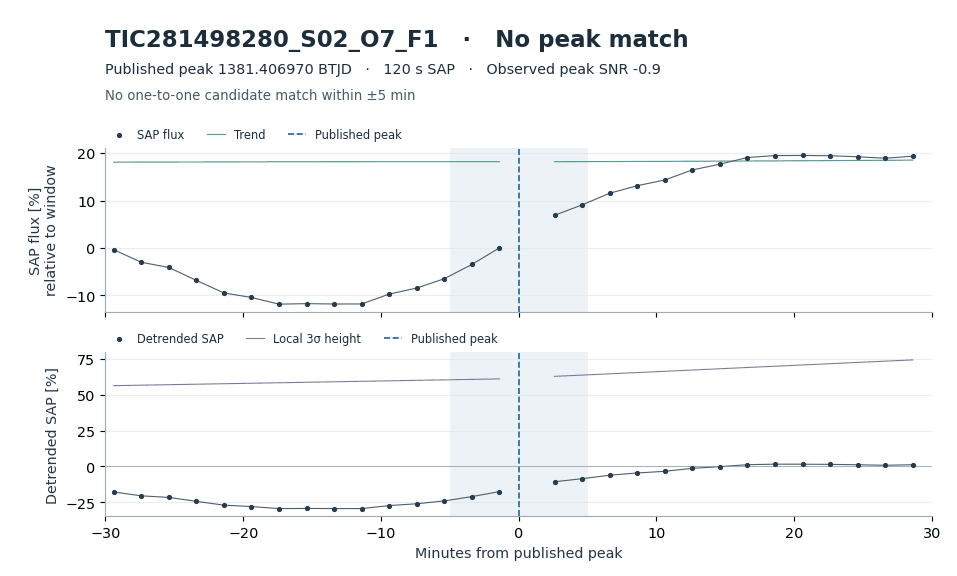 TIC281498280_S02_O7_F1 · No peak match
Published peak 1381.406970 BTJD · 120 s SAP · Observed peak SNR -0.9
No one-to-one candidate match within ±5 min
SAP flux Trend Published peak
SAP flux [%]
relative to window
20
10
0
−10
Detrended SAP Local 3σ height Published peak
Detrended SAP [%]
75
50
25
0
−25
−30 −20 −10 0 10 20 30
Minutes from published peak